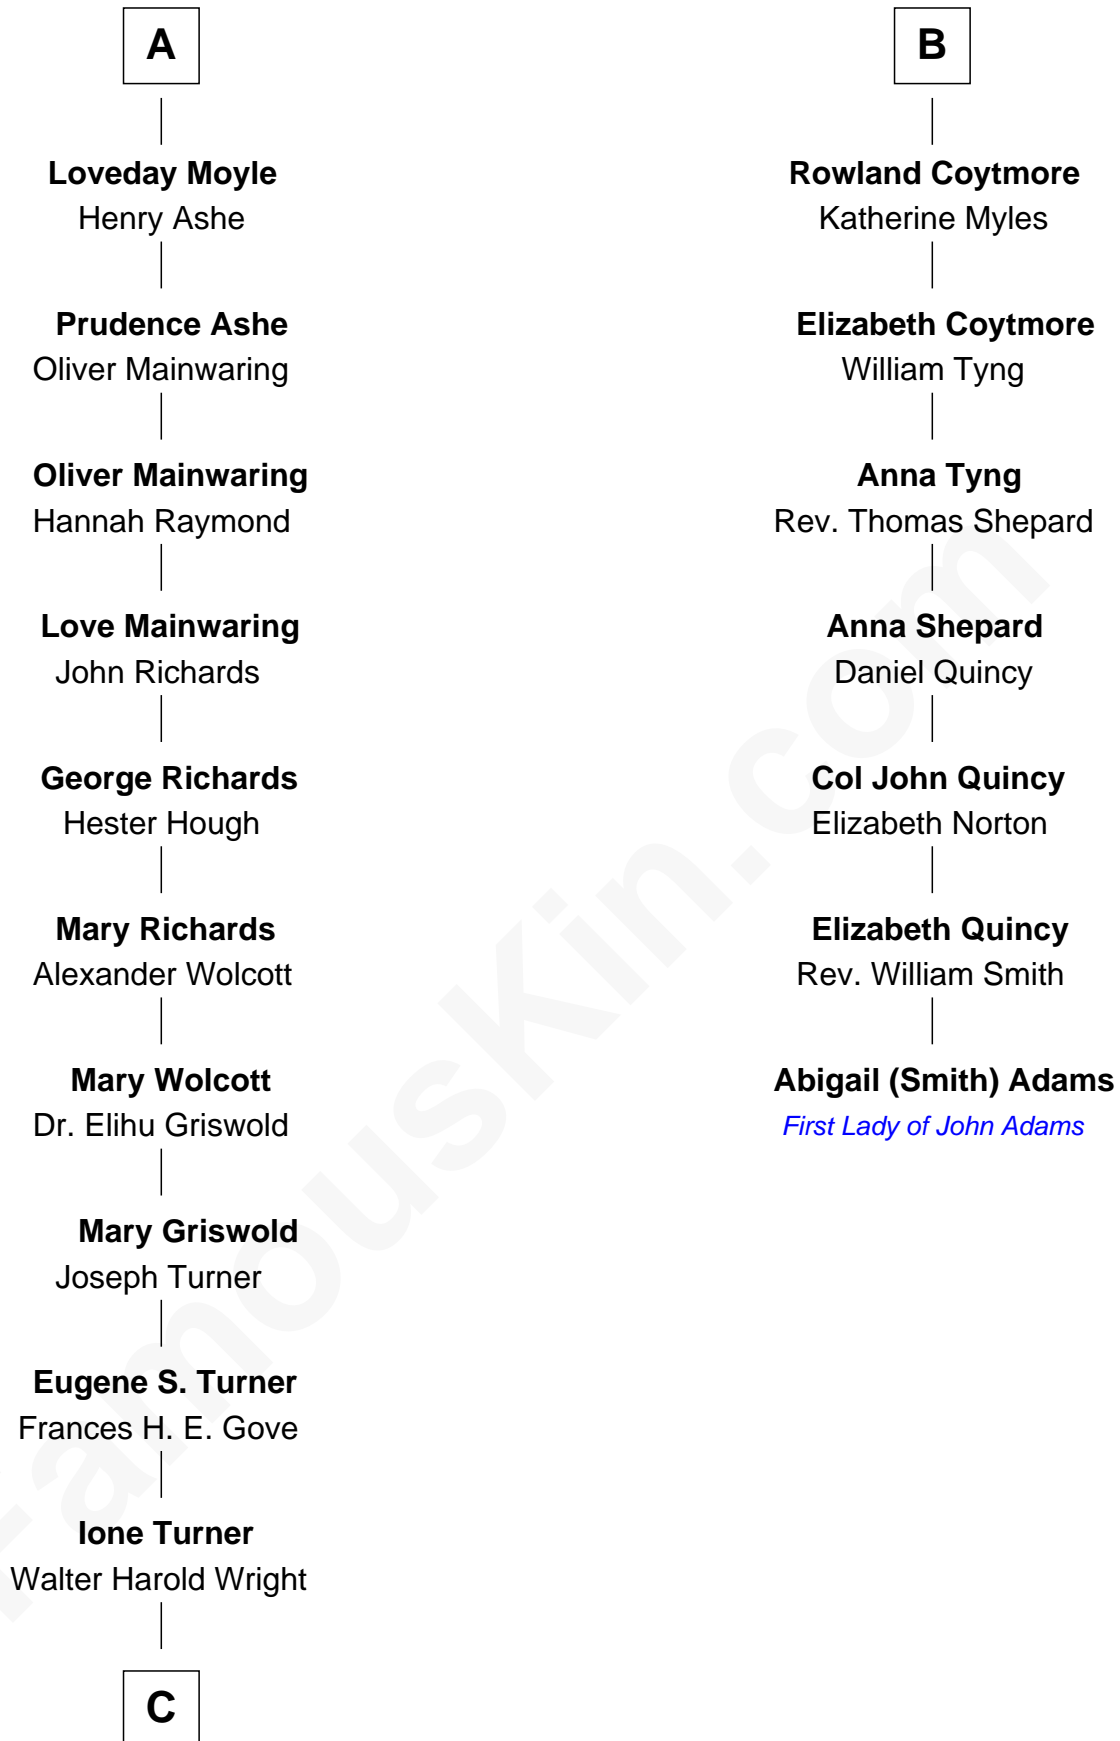 A
Loveday Moyle
Henry Ashe
Prudence Ashe
Oliver Mainwaring
Oliver Mainwaring
Hannah Raymond
Love Mainwaring
John Richards
George Richards
Hester Hough
Mary Richards
Alexander Wolcott
Mary Wolcott
Dr. Elihu Griswold
Mary Griswold
Joseph Turner
Eugene S. Turner
Frances H. E. Gove
Ione Turner
Walter Harold Wright
C
B
Rowland Coytmore
Katherine Myles
Elizabeth Coytmore
William Tyng
Anna Tyng
Rev. Thomas Shepard
Anna Shepard
Daniel Quincy
Col John Quincy
Elizabeth Norton
Elizabeth Quincy
Rev. William Smith
Abigail (Smith) Adams
First Lady of John Adams
FamousKin.com